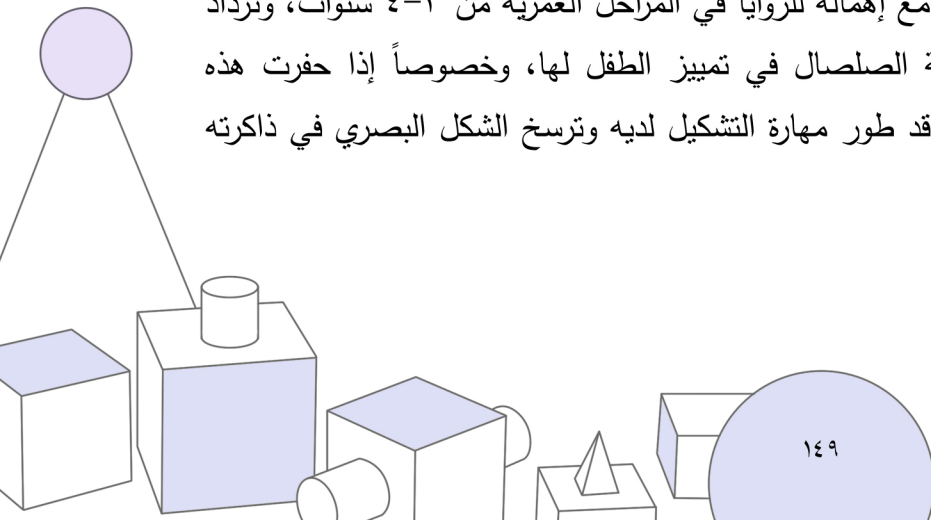 مع إهماله للزوايا في المراحل العمرية من ٣-٤ سنوات، وتزداد
الصلصال في تمييز الطفل لها، وخصوصاً إذا حفرت هذه
قد طور مهارة التشكيل لديه وترسخ الشكل البصري في ذاكرته
١٤٩